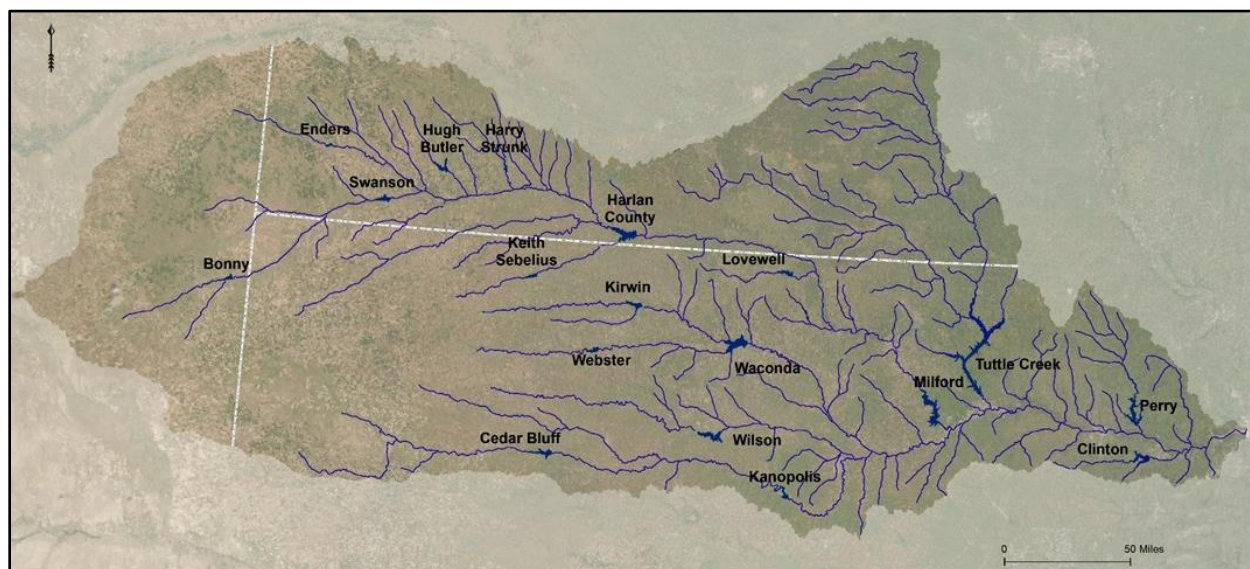 Enders
Hugh
Butler
Harry
Strunk
Swanson
Harlan
County
Keith
Sebelius
Bonny
Lovewell
Kirwin
Webster
Waconda
Tuttle Creek
Milford
Perry
Cedar Bluff
Wilson
Clinton
Kanopolis
0 50 Miles